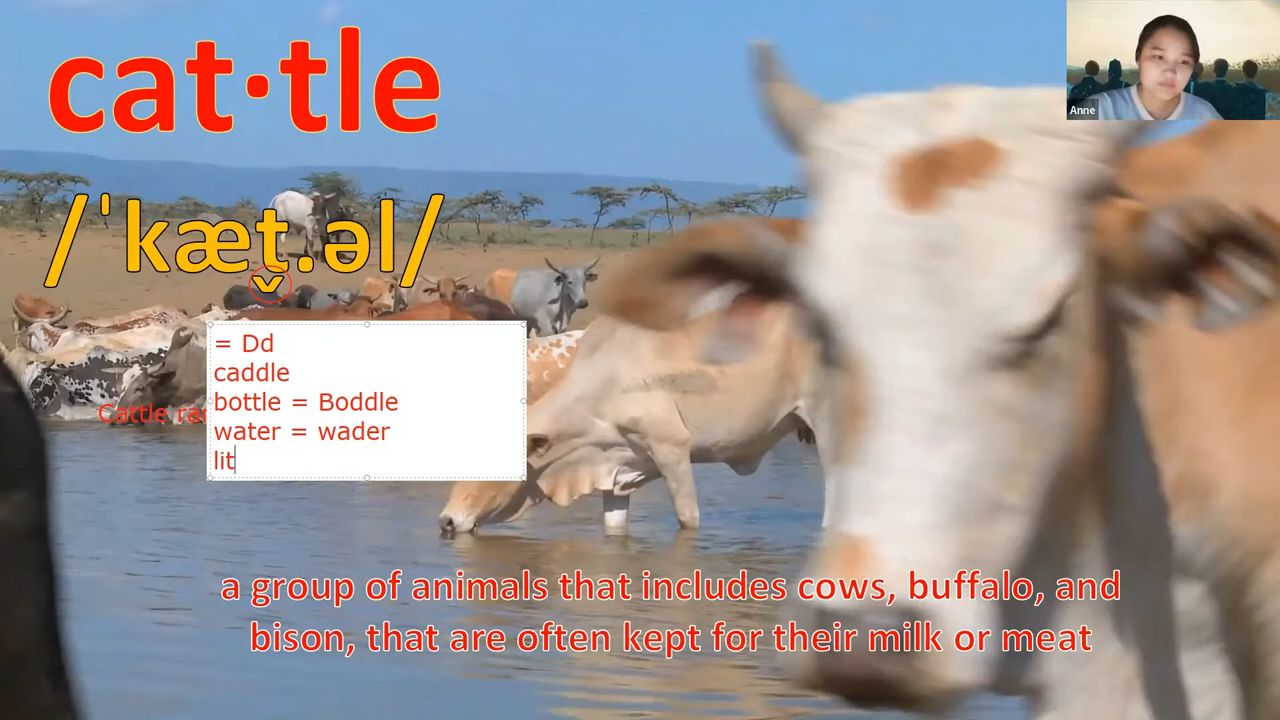 cat·tle
/ˈkæt̬.əl/
= Dd
caddle
bottle = Boddle
water = wader
lit
Cattle
a group of animals that includes cows, buffalo, and
bison, that are often kept for their milk or meat
Anne